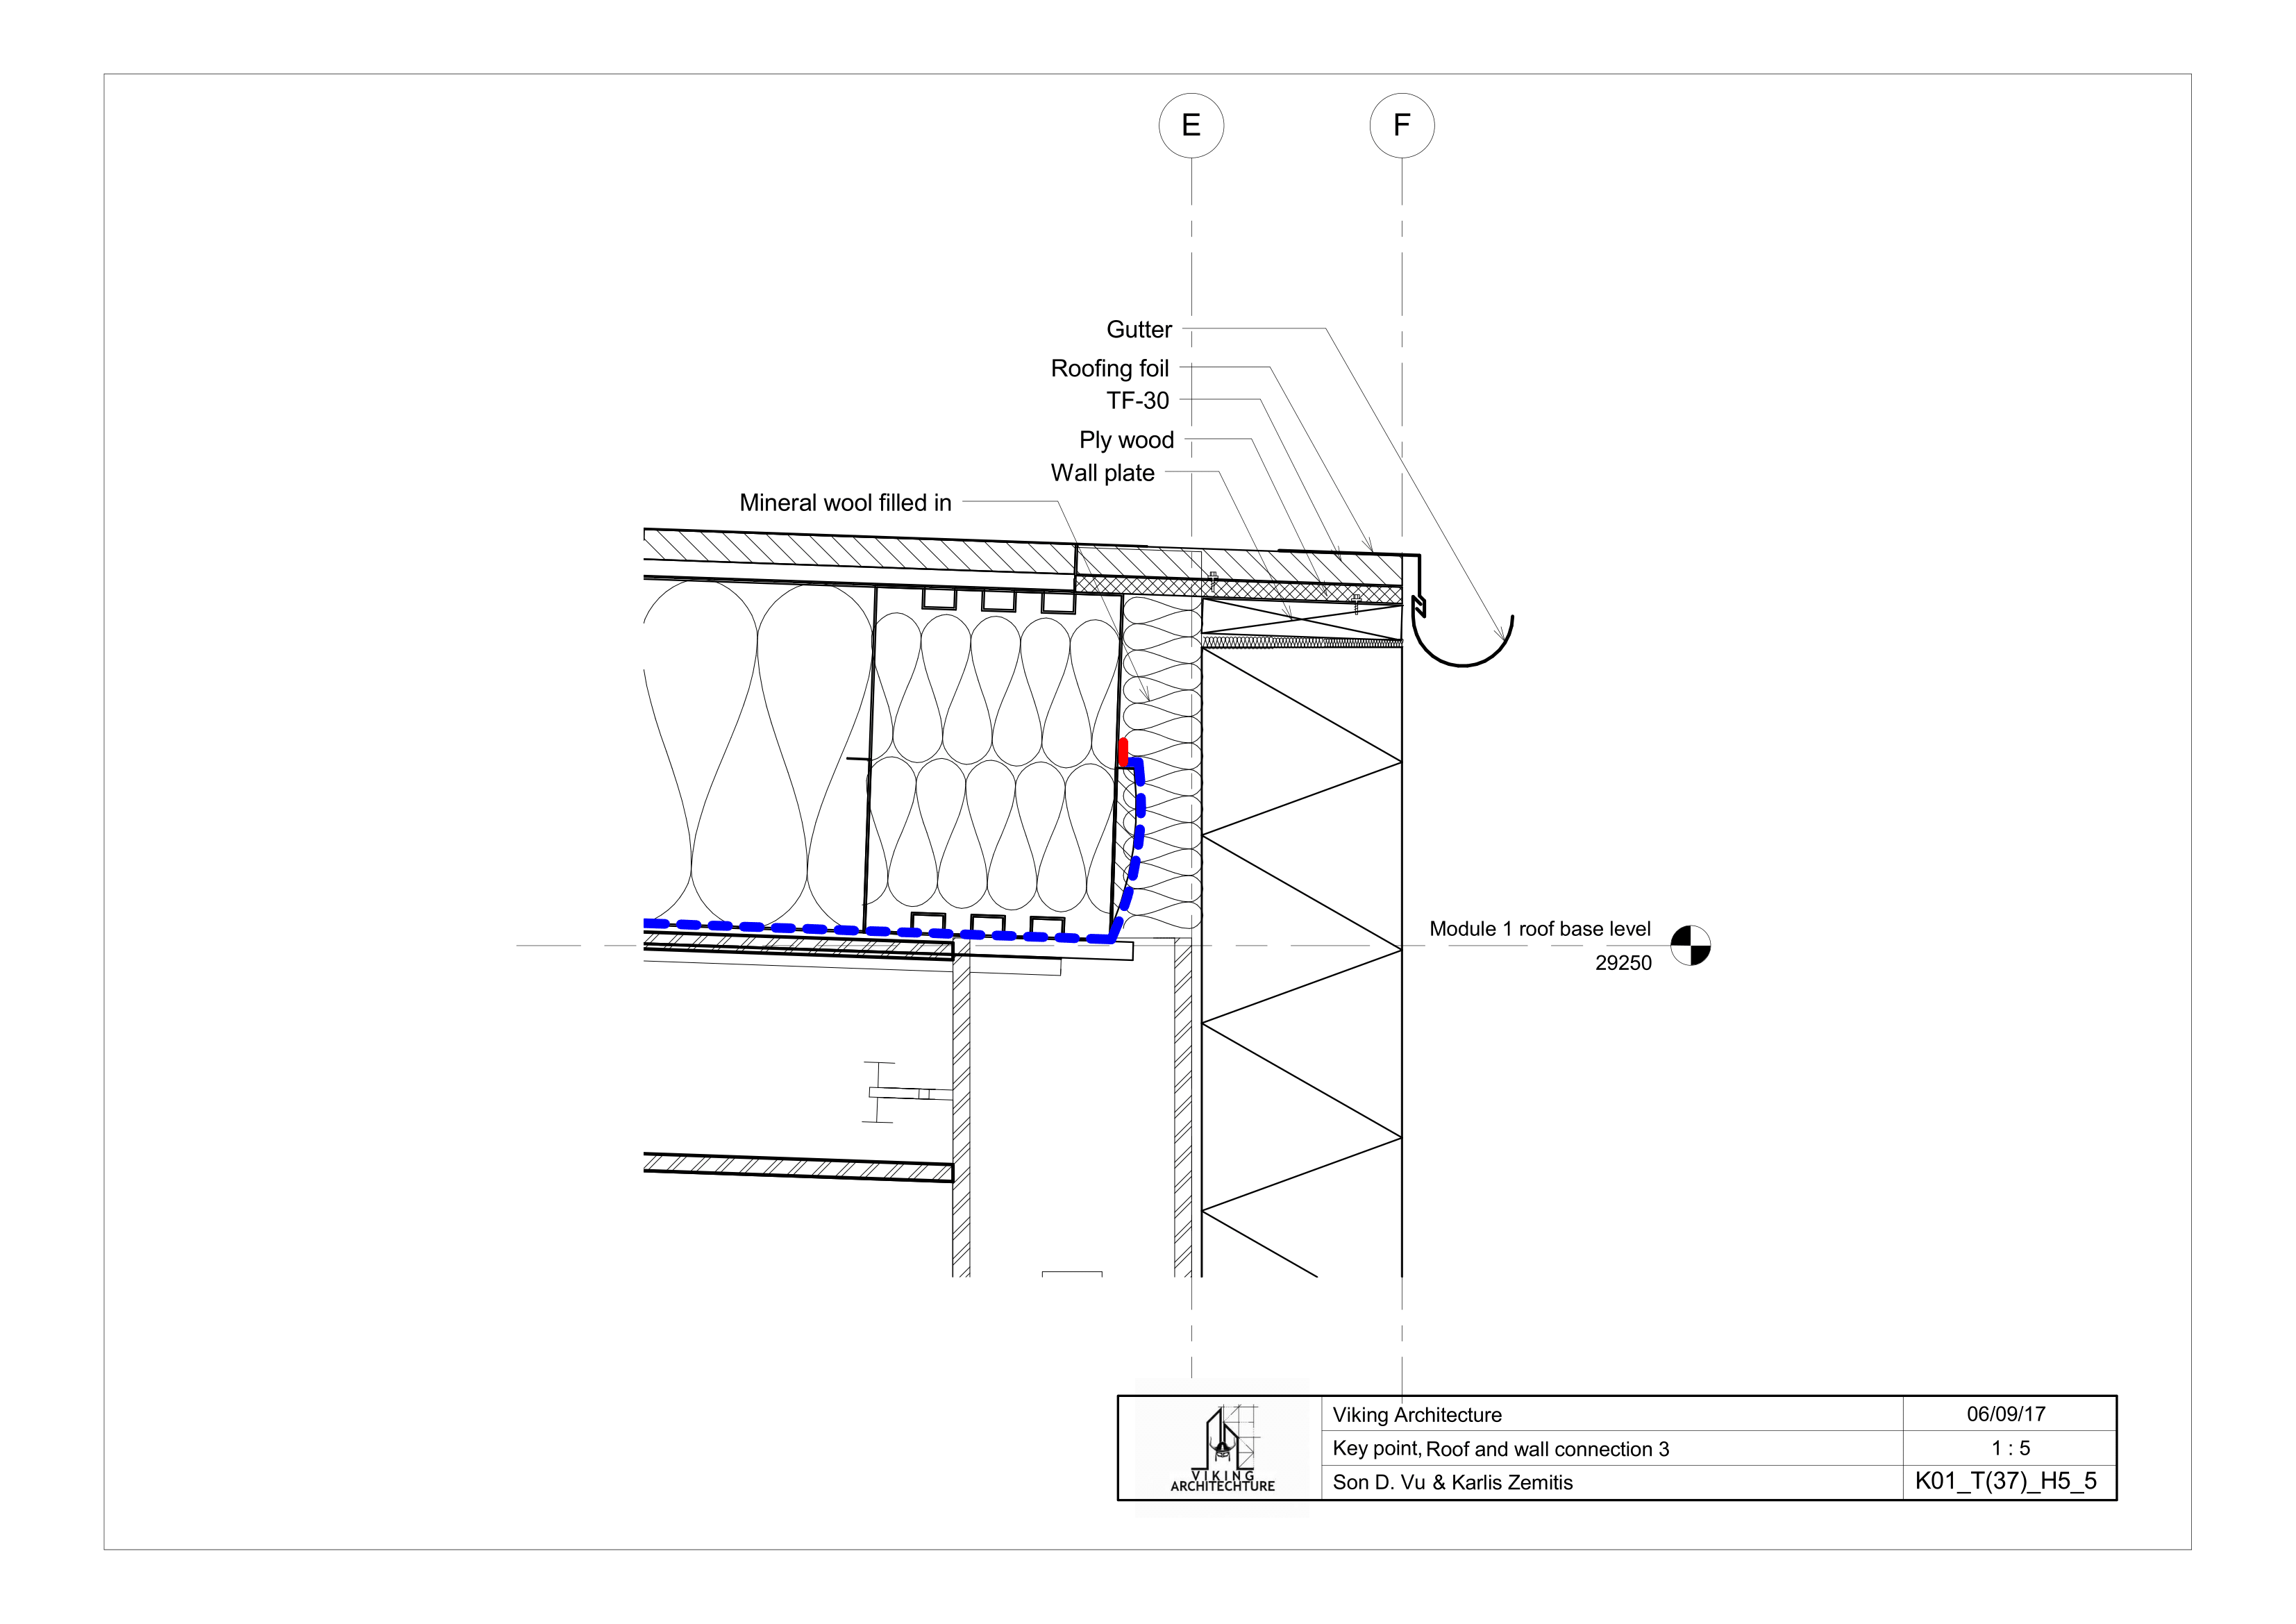 E
F
Gutter
Roofing foil
TF-30
Ply wood
Wall plate
Mineral wool filled in
Module 1 roof base level
29250
VIKING
ARCHITECHTURE
Viking Architecture
06/09/17
Key point, Roof and wall connection 3
1 : 5
Son D. Vu & Karlis Zemitis
K01_T(37)_H5_5